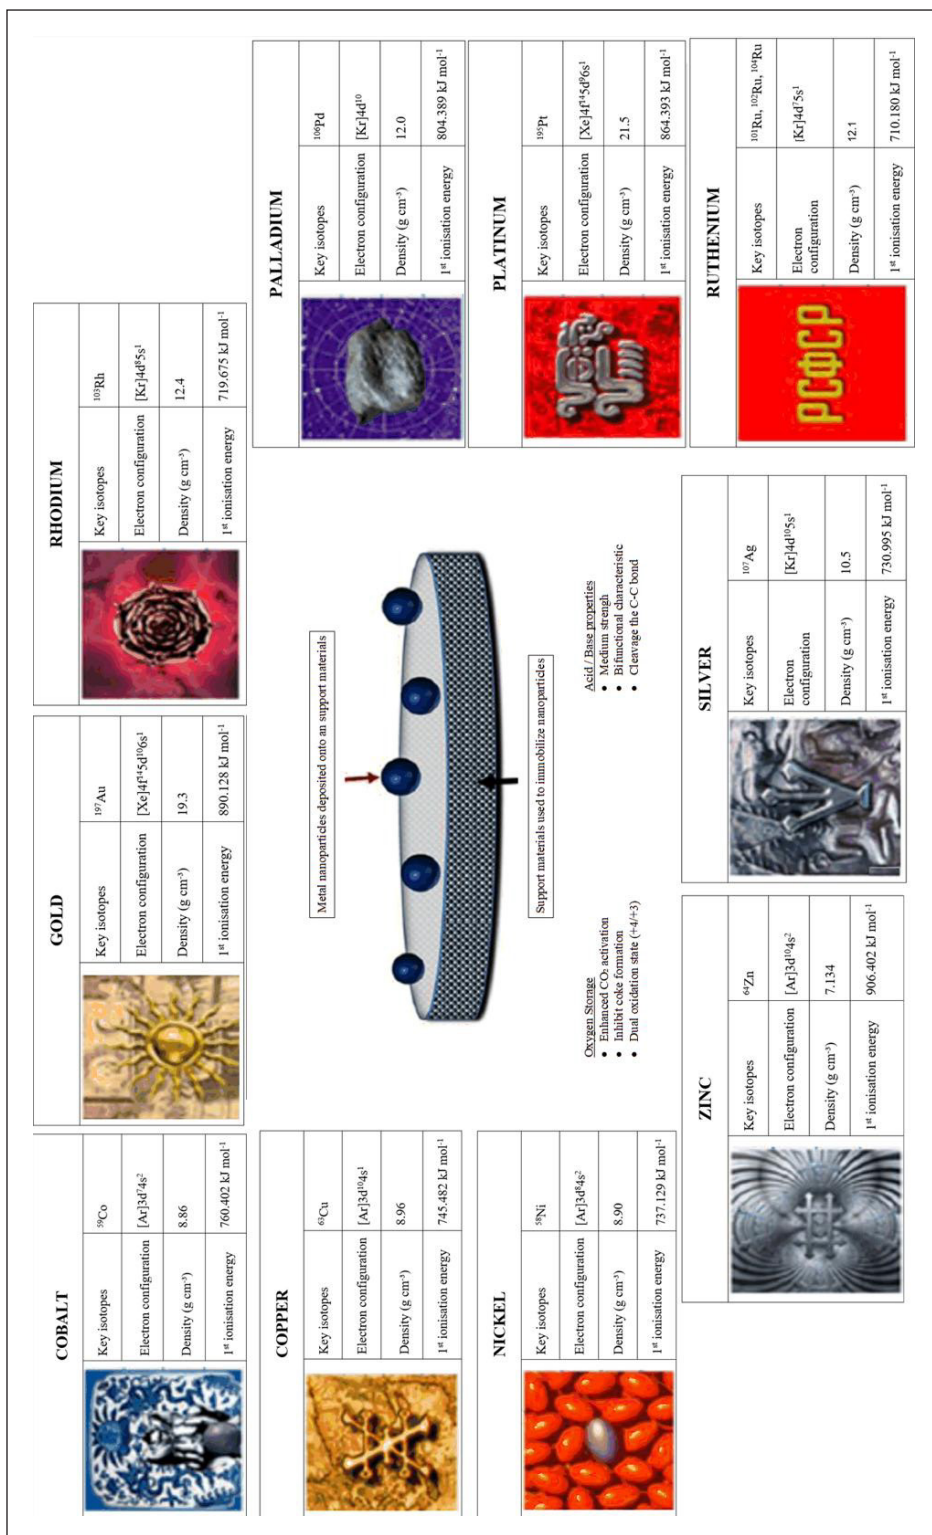 COBALT
Key isotopes
⁵⁹Co
Electron configuration
[Ar]3d⁷4s²
Density (g cm⁻³)
8.86
1ˢᵗ ionisation energy
760.402 kJ mol⁻¹
GOLD
Key isotopes
¹⁹⁷Au
Electron configuration
[Xe]4f¹⁴5d¹⁰6s¹
Density (g cm⁻³)
19.3
1ˢᵗ ionisation energy
890.128 kJ mol⁻¹
RHODIUM
Key isotopes
¹⁰³Rh
Electron configuration
[Kr]4d⁸5s¹
Density (g cm⁻³)
12.4
1ˢᵗ ionisation energy
719.675 kJ mol⁻¹
COPPER
Key isotopes
⁶³Cu
Electron configuration
[Ar]3d¹⁰4s¹
Density (g cm⁻³)
8.96
1ˢᵗ ionisation energy
745.482 kJ mol⁻¹
Metal nanoparticles deposited onto an support materials
Support materials used to immobilize nanoparticles
Oxygen Storage
● Enhanced CO₂ activation
● Inhibit coke formation
● Dual oxidation state (+4/+3)
Acid / Base properties
● Medium strengh
● Bifunctional characteristic
● Cleavage the C-C bond
PALLADIUM
Key isotopes
¹⁰⁶Pd
Electron configuration
[Kr]4d¹⁰
Density (g cm⁻³)
12.0
1ˢᵗ ionisation energy
804.389 kJ mol⁻¹
NICKEL
Key isotopes
⁵⁸Ni
Electron configuration
[Ar]3d⁸4s²
Density (g cm⁻³)
8.90
1ˢᵗ ionisation energy
737.129 kJ mol⁻¹
PLATINUM
Key isotopes
¹⁹⁵Pt
Electron configuration
[Xe]4f¹⁴5d⁹6s¹
Density (g cm⁻³)
21.5
1ˢᵗ ionisation energy
864.393 kJ mol⁻¹
ZINC
Key isotopes
⁶⁴Zn
Electron configuration
[Ar]3d¹⁰4s²
Density (g cm⁻³)
7.134
1ˢᵗ ionisation energy
906.402 kJ mol⁻¹
SILVER
Key isotopes
¹⁰⁷Ag
Electron
configuration
[Kr]4d¹⁰5s¹
Density (g cm⁻³)
10.5
1ˢᵗ ionisation energy
730.995 kJ mol⁻¹
RUTHENIUM
РСФСР
Key isotopes
¹⁰¹Ru, ¹⁰²Ru, ¹⁰⁴Ru
Electron
configuration
[Kr]4d⁷5s¹
Density (g cm⁻³)
12.1
1ˢᵗ ionisation energy
710.180 kJ mol⁻¹